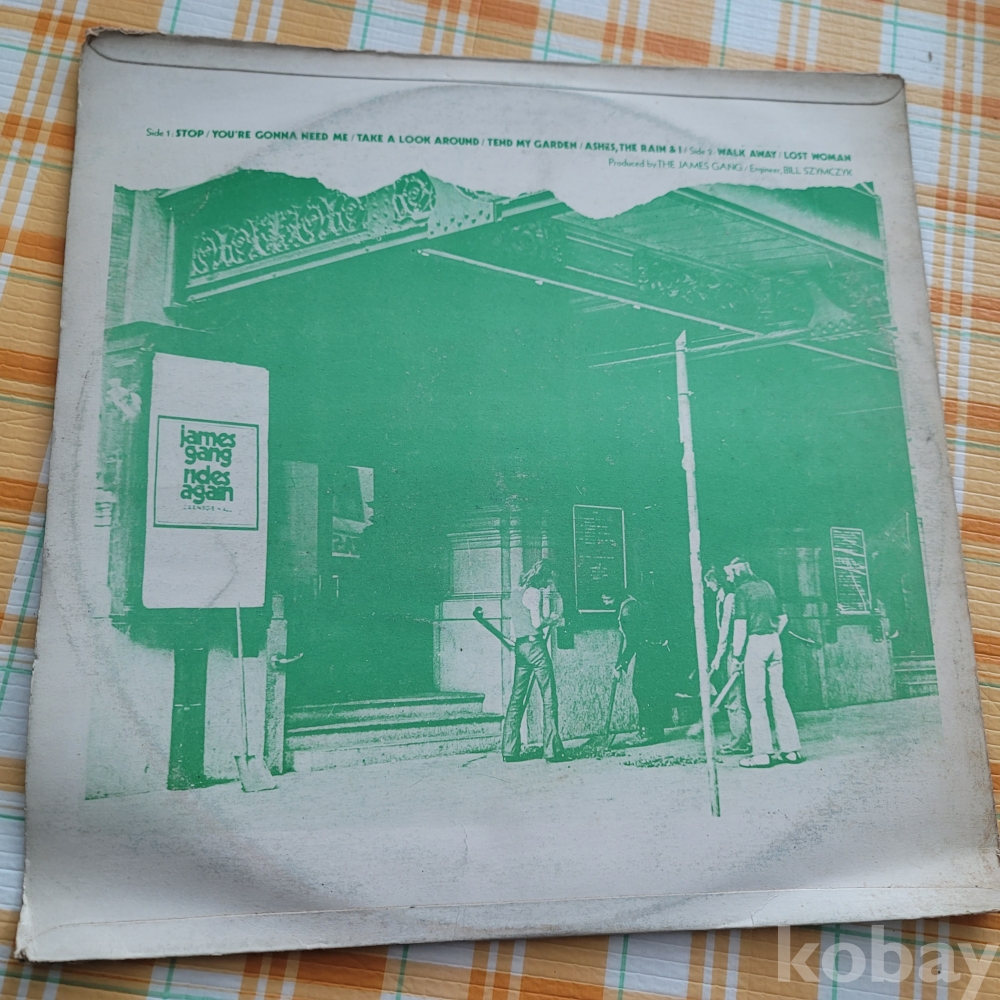 Side 1: STOP / YOU'RE GONNA NEED ME / TAKE A LOOK AROUND / TEND MY GARDEN / ASHES, THE RAIN & I / Side 2: WALK AWAY / LOST WOMAN
Produced by THE JAMES GANG / Engineer, BILL SZYMCZYK
james
gang
rides
again
kobay